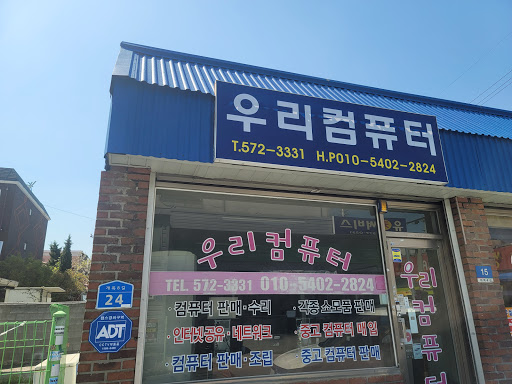 우리컴퓨터
T.572-3331 H.P010-5402-2824
우리컴퓨터
TEL 572-3331 010-5402-2824
컴퓨터 판매·수리 ·각종 소모품 판매
·인터넷공유·네트워크 ·중고 컴퓨터 매입
·컴퓨터 판매·조립 ·중고 컴퓨터 판매
우리
컴퓨터
24
ADT
15